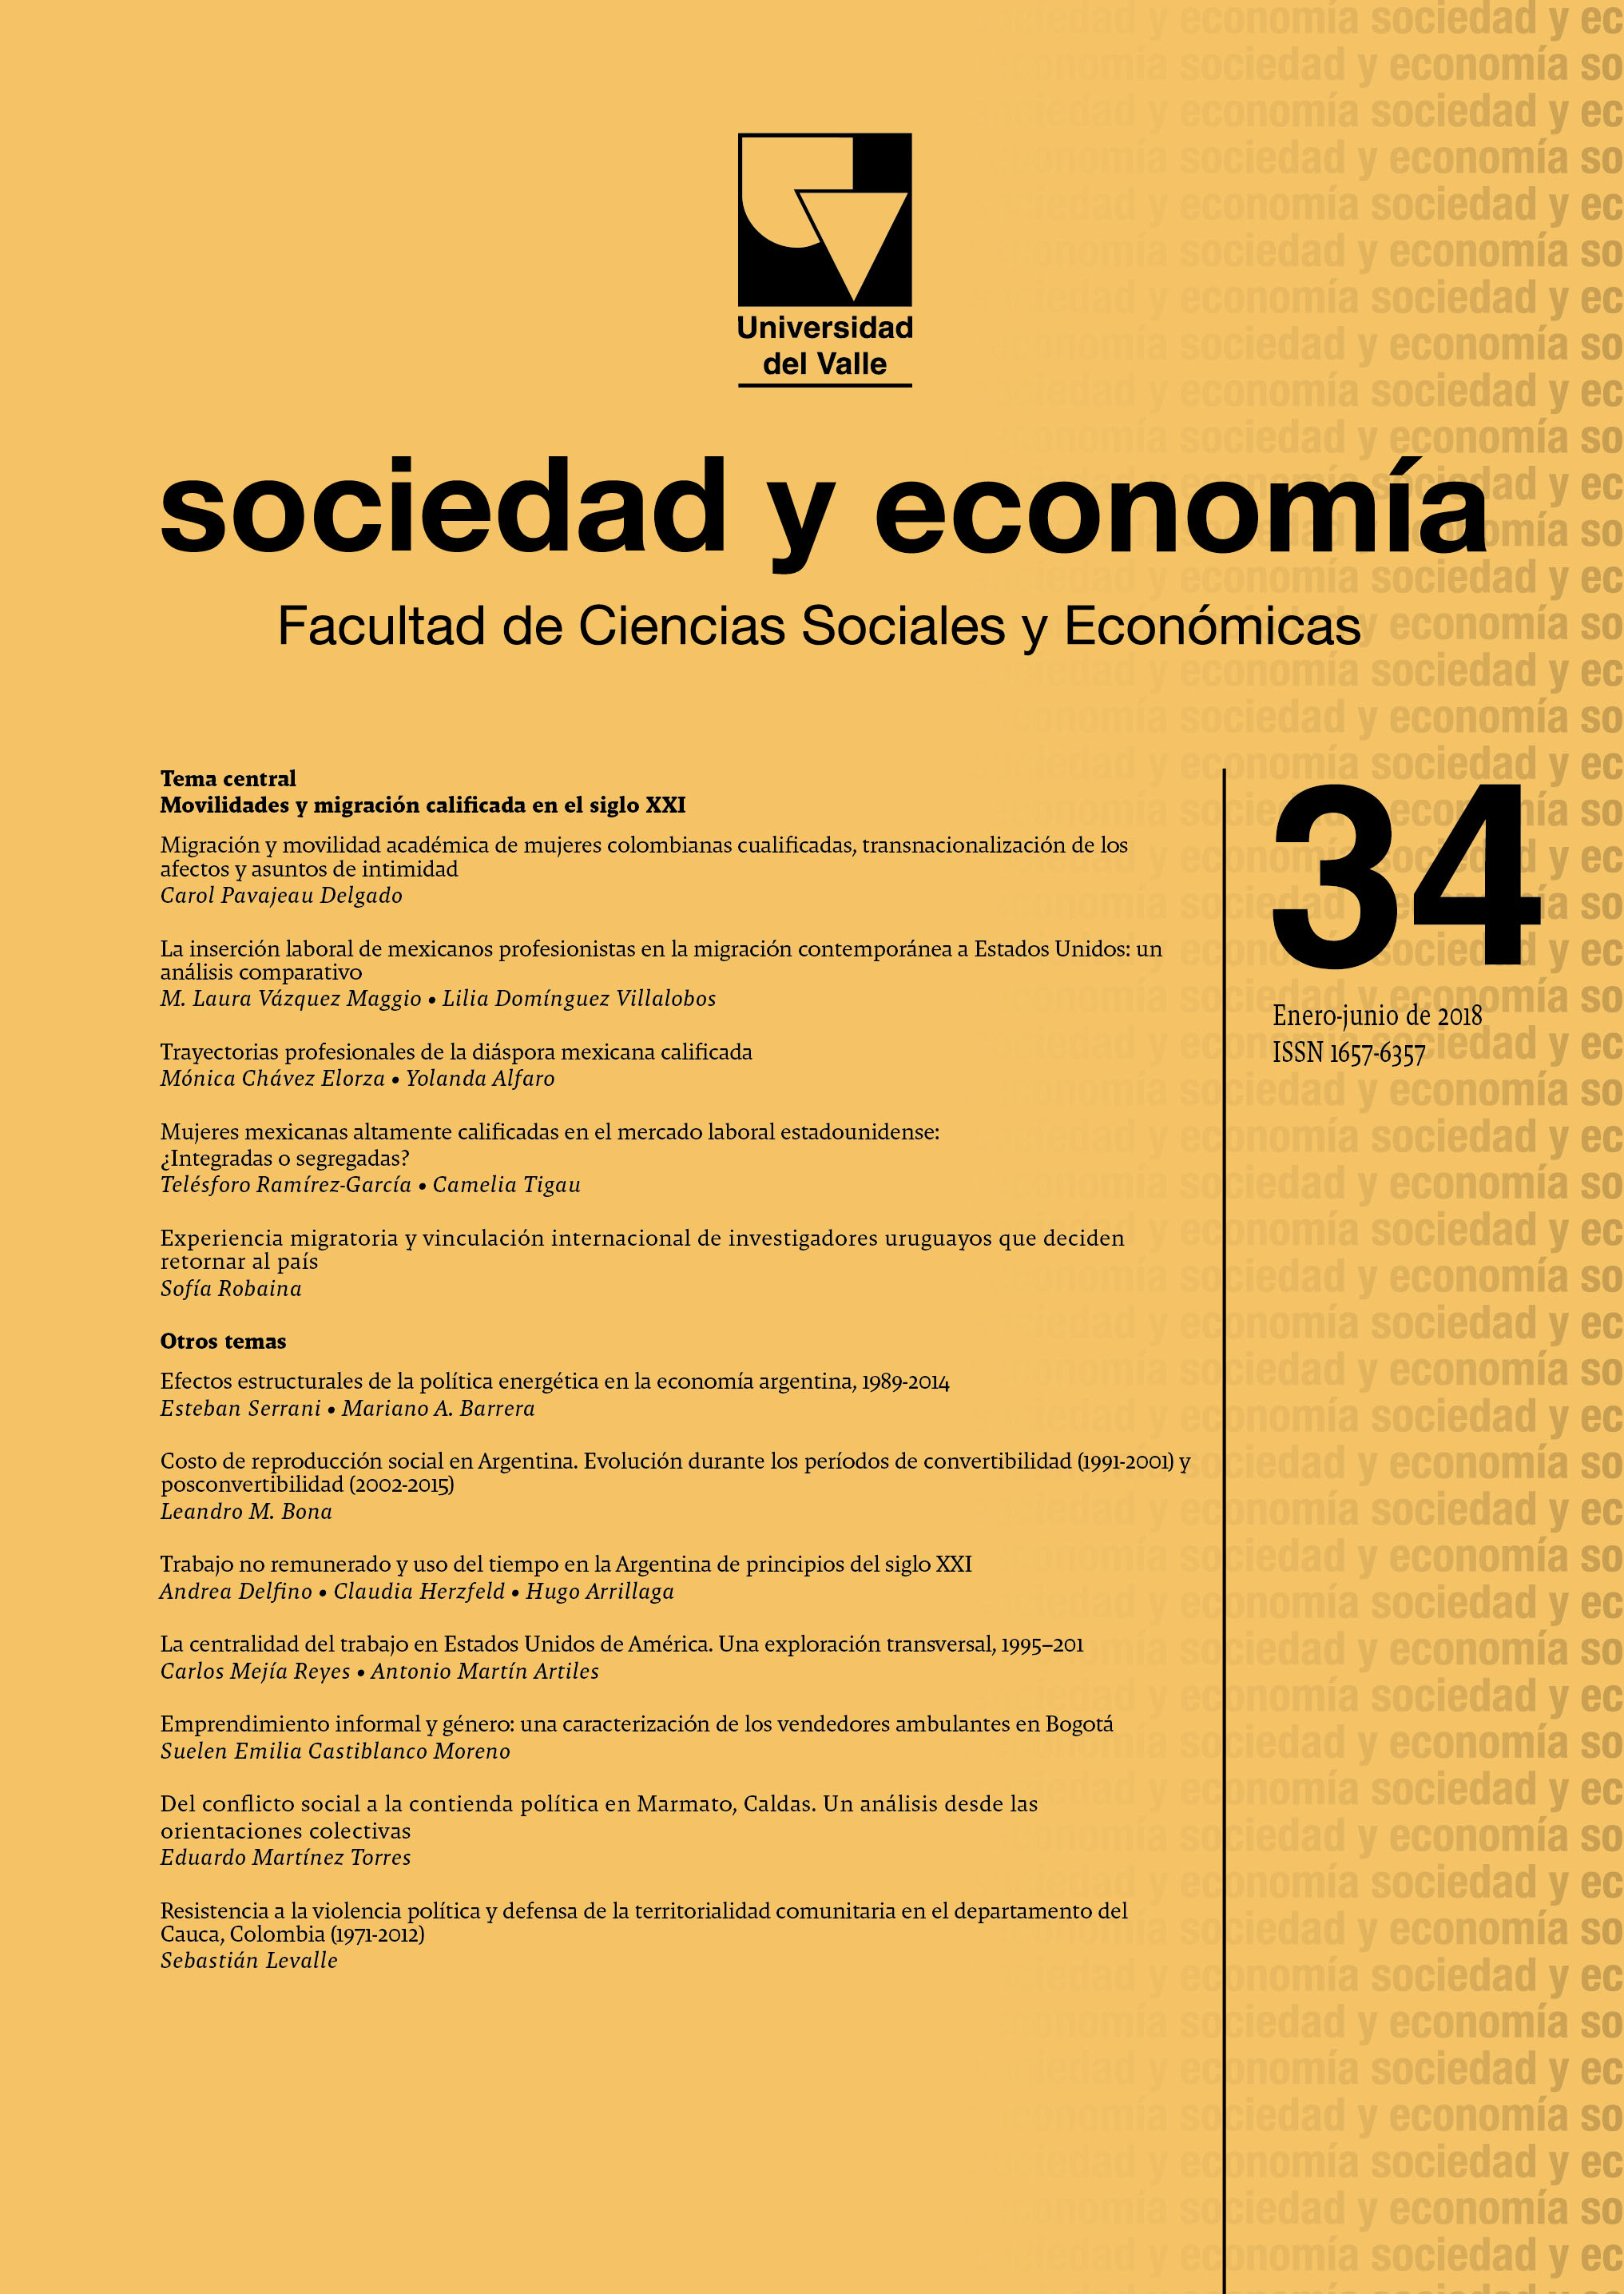 Universidad
del Valle
sociedad y economía
Facultad de Ciencias Sociales y Económicas
Tema central
Movilidades y migración calificada en el siglo XXI
Migración y movilidad académica de mujeres colombianas cualificadas, transnacionalización de los
afectos y asuntos de intimidad
Carol Pavajeau Delgado
La inserción laboral de mexicanos profesionistas en la migración contemporánea a Estados Unidos: un
análisis comparativo
M. Laura Vázquez Maggio • Lilia Domínguez Villalobos
Trayectorias profesionales de la diáspora mexicana calificada
Mónica Chávez Elorza • Yolanda Alfaro
Mujeres mexicanas altamente calificadas en el mercado laboral estadounidense:
¿Integradas o segregadas?
Telésforo Ramírez-García • Camelia Tigau
Experiencia migratoria y vinculación internacional de investigadores uruguayos que deciden
retornar al país
Sofía Robaina
Otros temas
Efectos estructurales de la política energética en la economía argentina, 1989-2014
Esteban Serrani • Mariano A. Barrera
Costo de reproducción social en Argentina. Evolución durante los períodos de convertibilidad (1991-2001) y
posconvertibilidad (2002-2015)
Leandro M. Bona
Trabajo no remunerado y uso del tiempo en la Argentina de principios del siglo XXI
Andrea Delfino • Claudia Herzfeld • Hugo Arrillaga
La centralidad del trabajo en Estados Unidos de América. Una exploración transversal, 1995–201
Carlos Mejía Reyes • Antonio Martín Artiles
Emprendimiento informal y género: una caracterización de los vendedores ambulantes en Bogotá
Suelen Emilia Castiblanco Moreno
Del conflicto social a la contienda política en Marmato, Caldas. Un análisis desde las
orientaciones colectivas
Eduardo Martínez Torres
Resistencia a la violencia política y defensa de la territorialidad comunitaria en el departamento del
Cauca, Colombia (1971-2012)
Sebastián Levalle
34
Enero-junio de 2018
ISSN 1657-6357